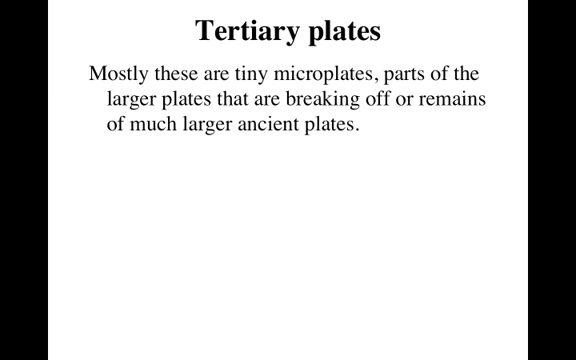 Tertiary plates
Mostly these are tiny microplates, parts of the
larger plates that are breaking off or remains
of much larger ancient plates.